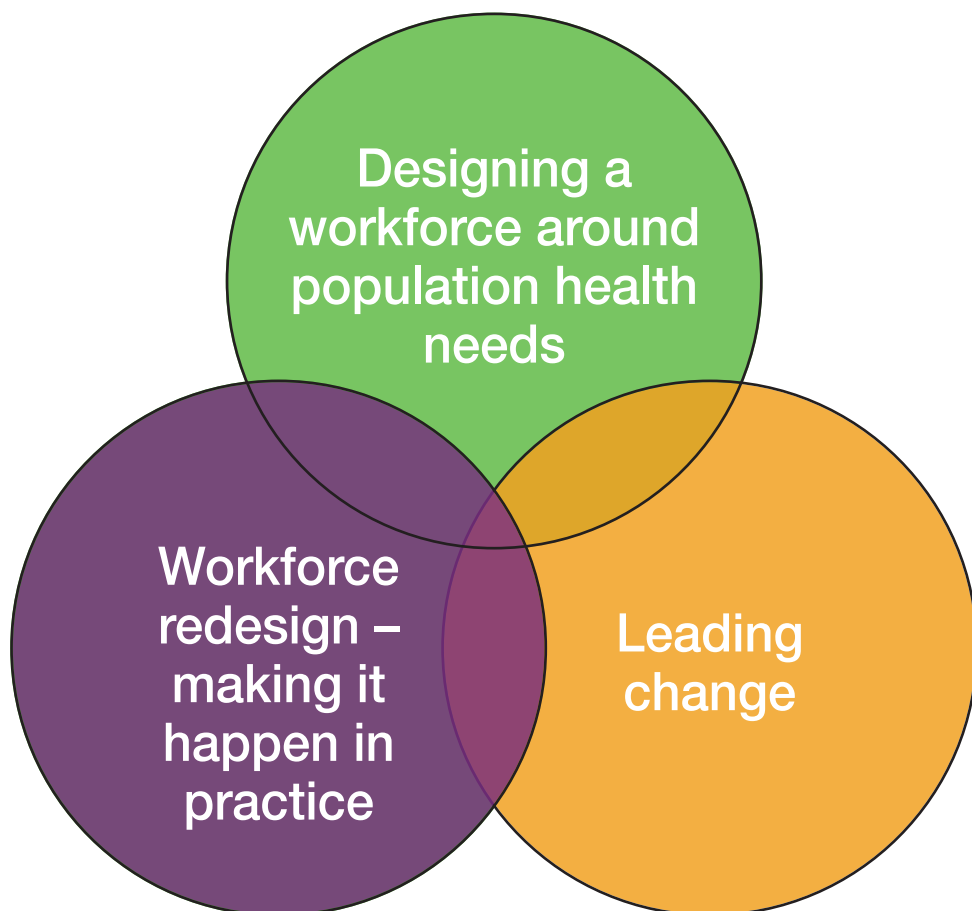 Designing a
workforce around
population health
needs
Workforce
redesign –
making it
happen in
practice
Leading
change